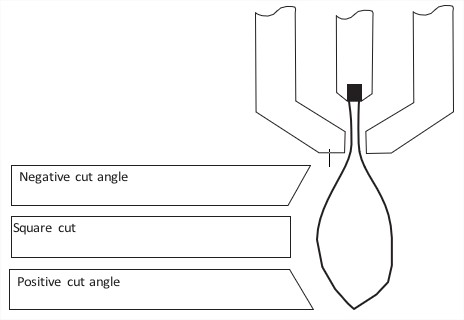 Negative cut angle
Square cut
Positive cut angle